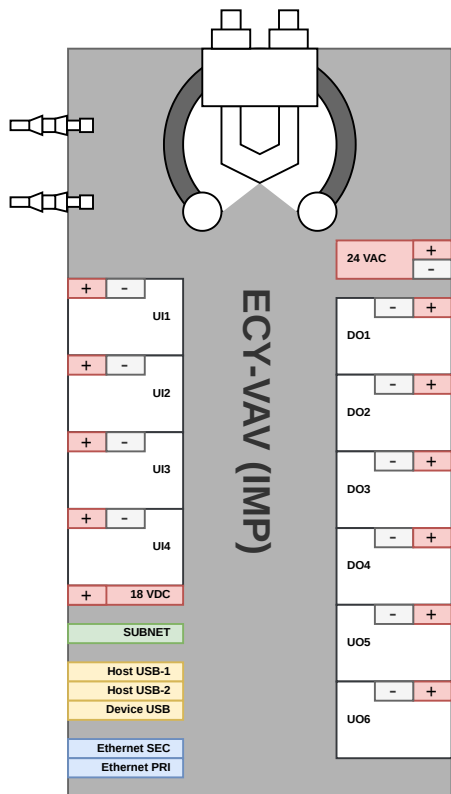 24 VAC
+
-
+ -
UI1
+ -
UI2
+ -
UI3
+ -
UI4
+ 18 VDC
SUBNET
Host USB-1
Host USB-2
Device USB
Ethernet SEC
Ethernet PRI
ECY-VAV (IMP)
- +
DO1
- +
DO2
- +
DO3
- +
DO4
- +
UO5
- +
UO6